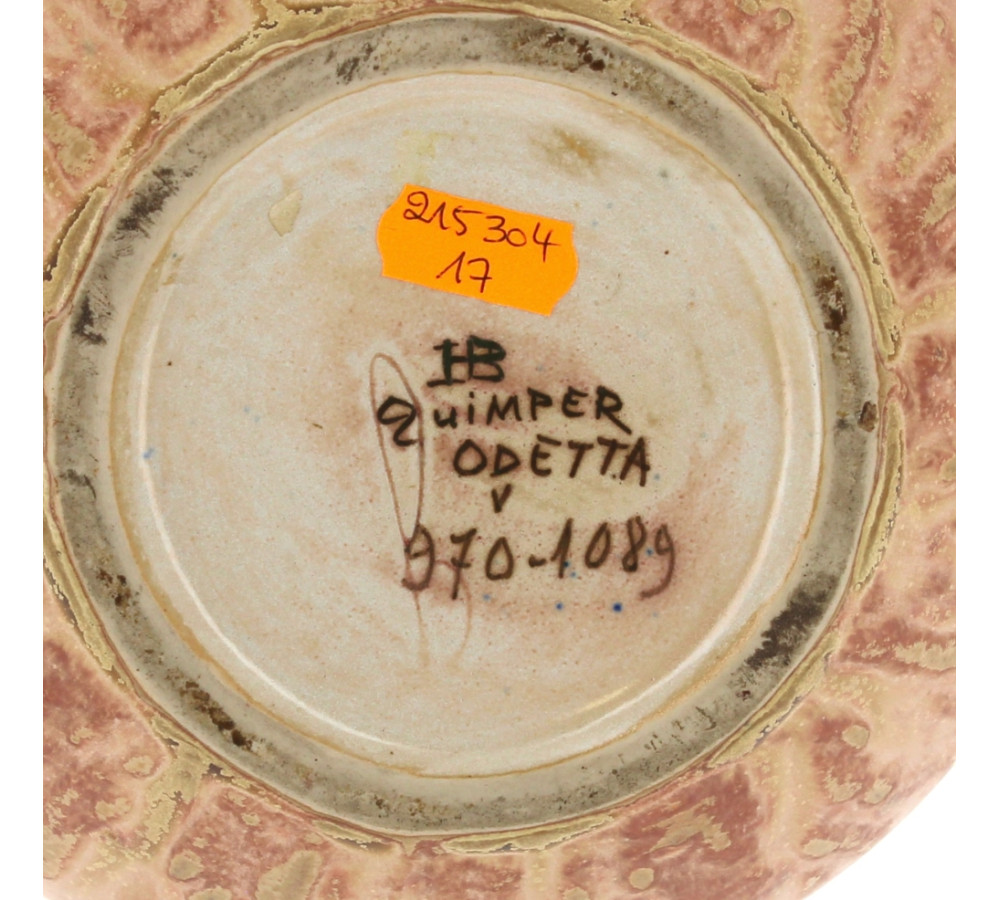 215304
17
HB
QuiMPER
ODETTA
v
970-1089